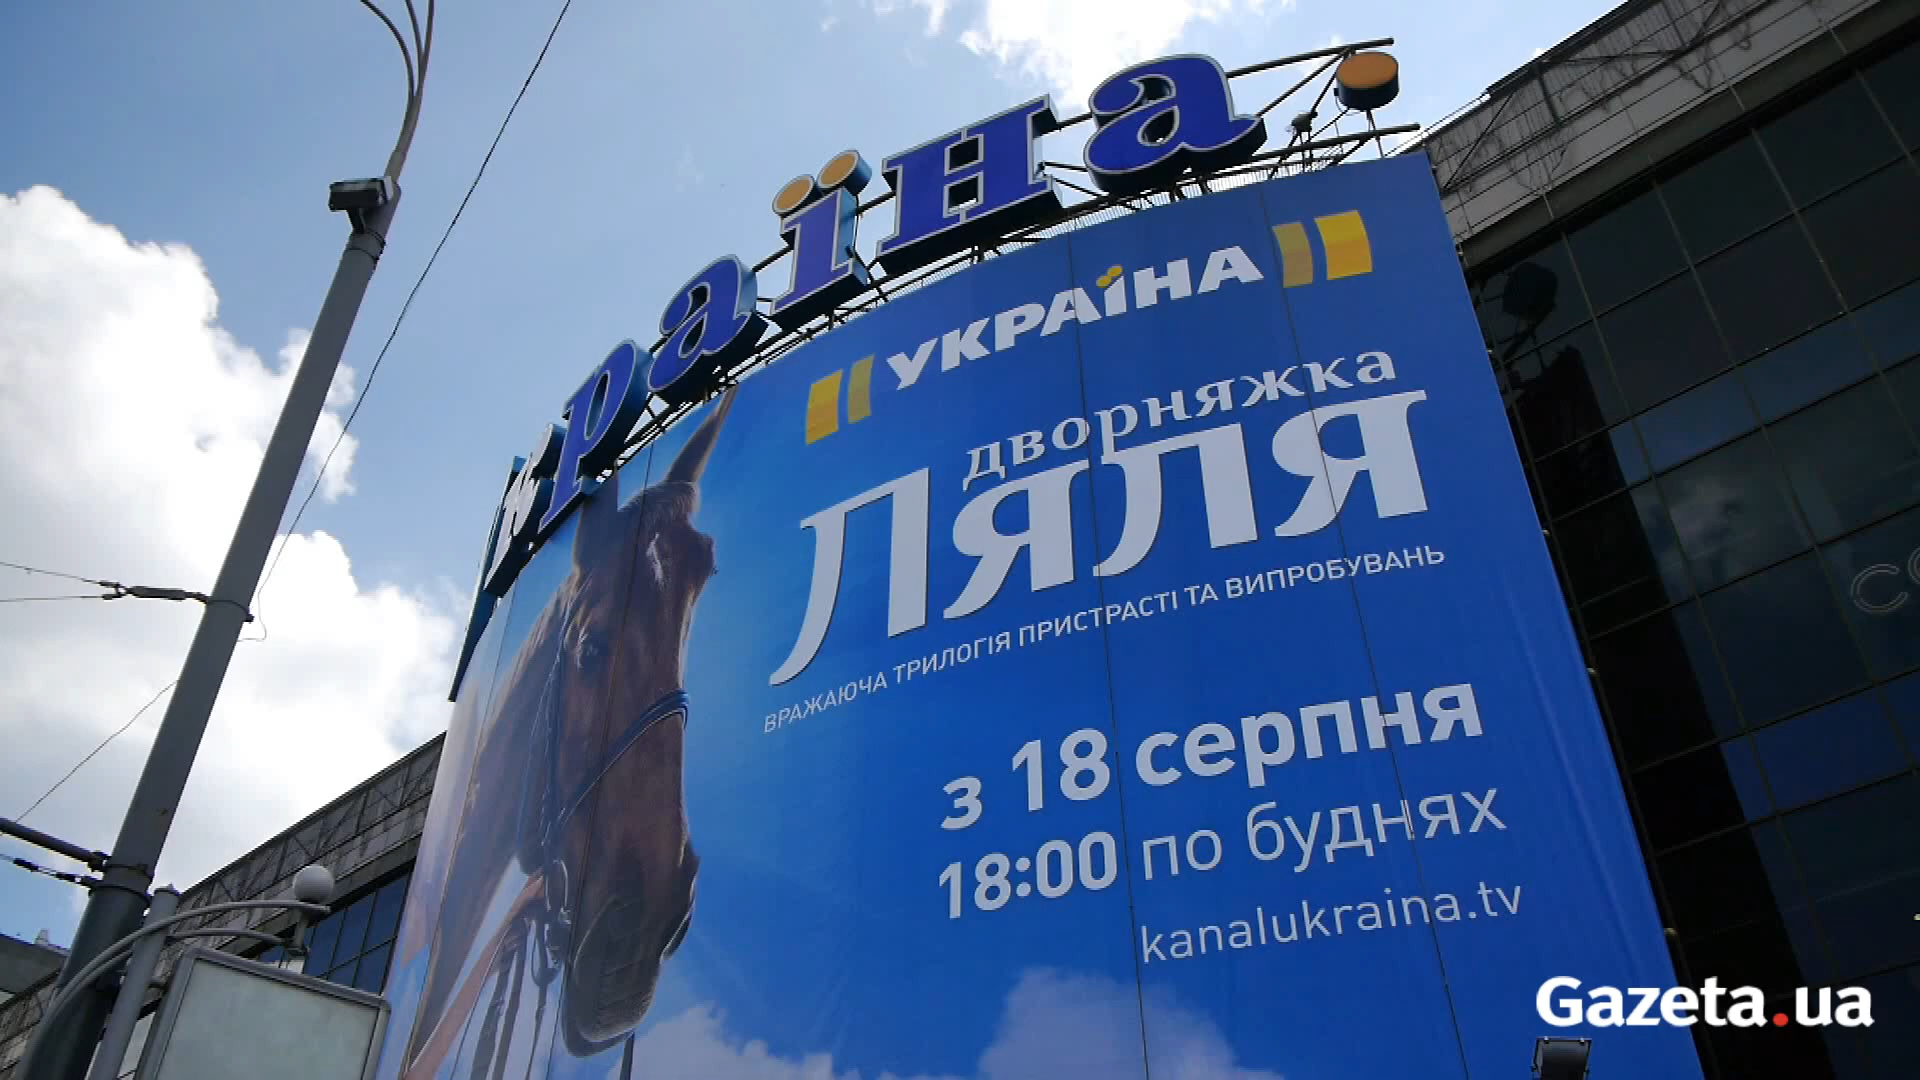 Україна
УКРАЇНА
дворняжка
Ляля
ВРАЖАЮЧА ТРИЛОГІЯ ПРИСТРАСТІ ТА ВИПРОБУВАНЬ
з 18 серпня
18:00 по буднях
kanalukraina.tv
Gazeta.ua